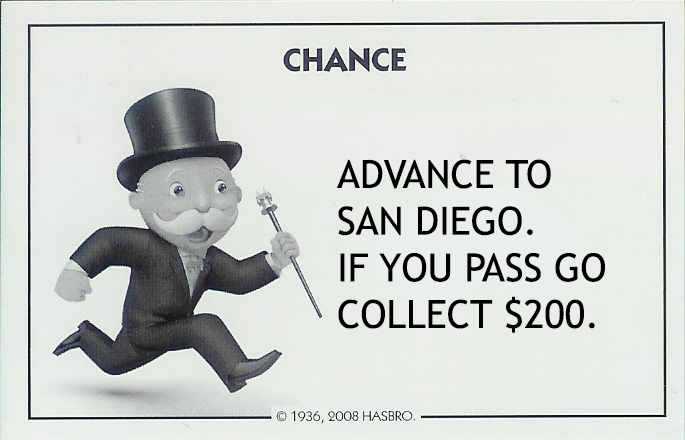 CHANCE
ADVANCE TO
SAN DIEGO.
IF YOU PASS GO
COLLECT $200.
© 1936, 2008 HASBRO.